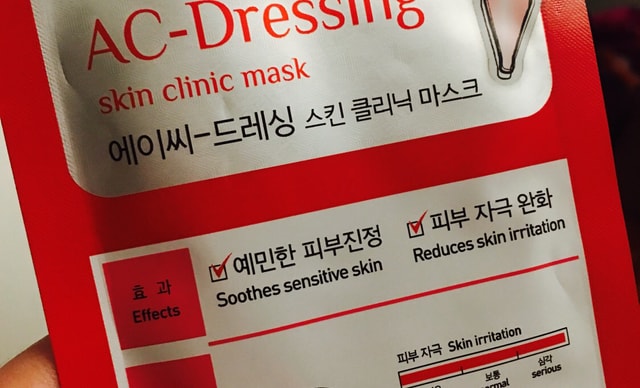 AC-Dressing
skin clinic mask
에이씨-드레싱 스킨 클리닉 마스크
효과
Effects
예민한 피부진정
Soothes sensitive skin
피부 자극 완화
Reduces skin irritation
피부 자극 Skin irritation
보통
심각
serious